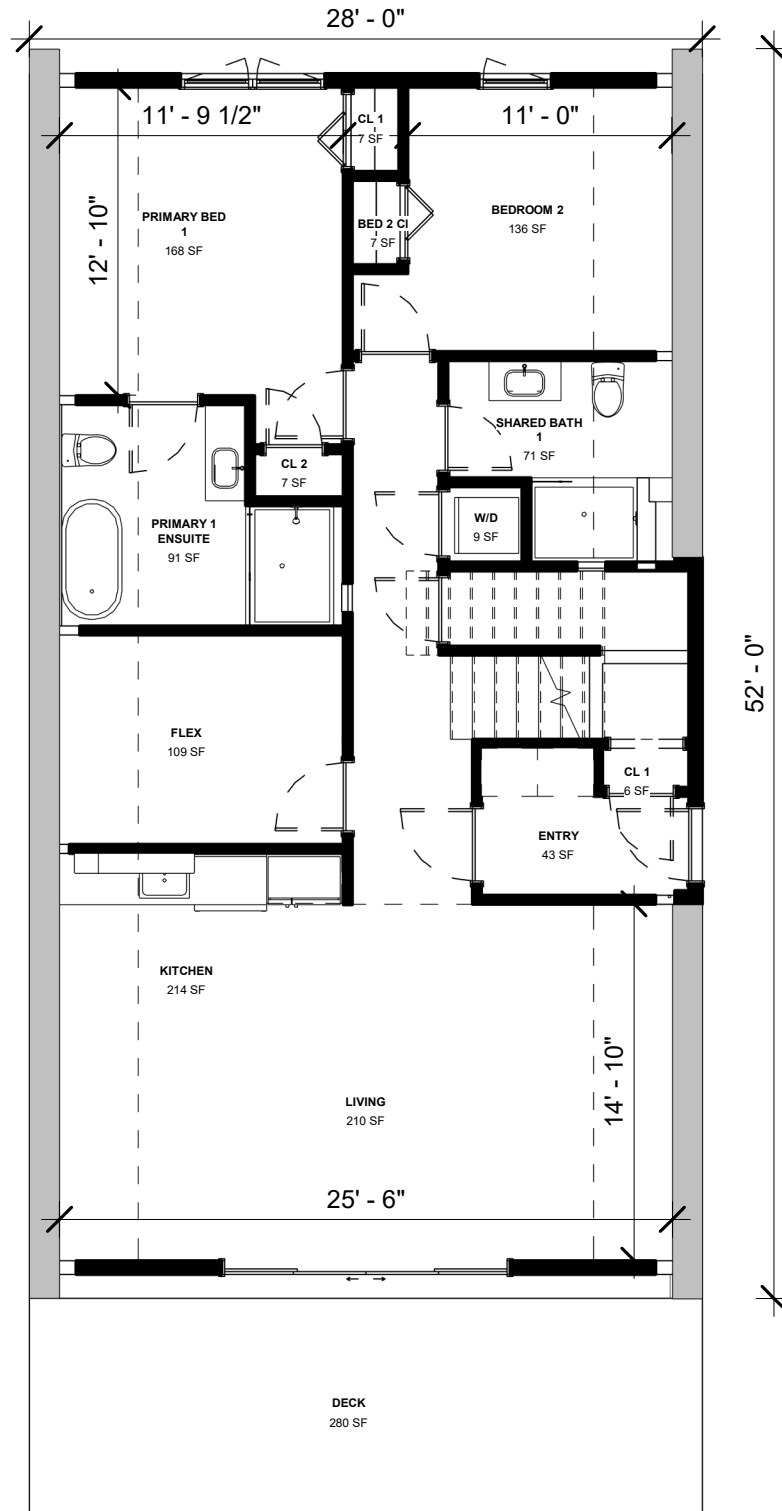 28' - 0"
11' - 9 1/2"
CL 1
7 SF
11' - 0"
PRIMARY BED
1
168 SF
12' - 10"
BED 2 Cl
7 SF
BEDROOM 2
136 SF
SHARED BATH
1
71 SF
CL 2
7 SF
W/D
9 SF
PRIMARY 1
ENSUITE
91 SF
52' - 0"
FLEX
109 SF
CL 1
6 SF
ENTRY
43 SF
KITCHEN
214 SF
14' - 10"
LIVING
210 SF
25' - 6"
DECK
280 SF